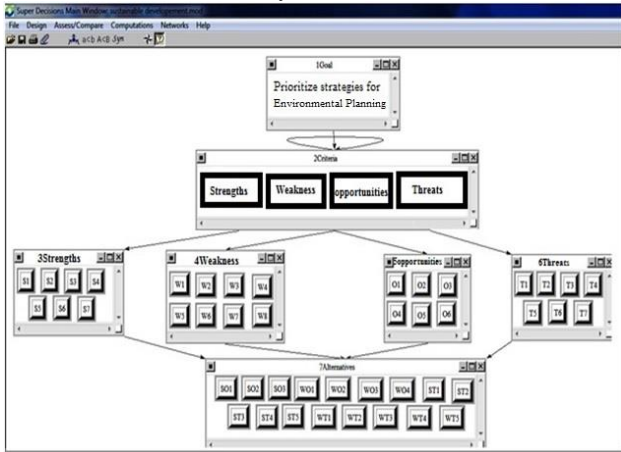 Super Decisions Main Window: sustainable developement.mod
File Design Assess/Compare Computations Networks Help
a<b A<B Jyn
1Goal
Prioritize strategies for
Environmental Planning
2Criteria
Strengths Weakness opportunities Threats
3Strengths 4Weakness 5opportunities 6Threats
S1 S2 S3 S4 W1 W2 W3 W4 O1 O2 O3 T1 T2 T3 T4
S5 S6 S7 W5 W6 W7 W8 O4 O5 O6 T5 T6 T7
7Alternatives
SO1 SO2 SO3 WO1 WO2 WO3 WO4 ST1 ST2
ST3 ST4 ST5 WT1 WT2 WT3 WT4 WT5